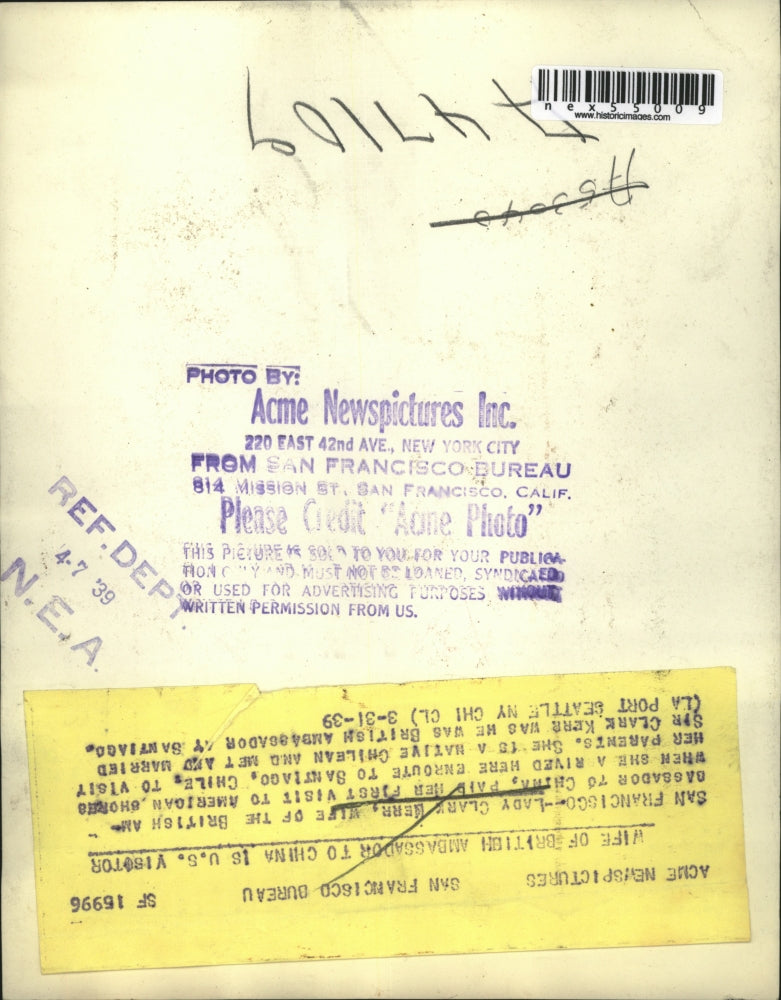 nex55009
www.historicimages.com
A47109
PHOTO BY:
Acme Newspictures Inc.
220 EAST 42nd AVE., NEW YORK CITY
FROM SAN FRANCISCO BUREAU
814 MISSION ST., SAN FRANCISCO, CALIF.
Please Credit "Acme Photo"
THIS PICTURE IS SOLD TO YOU FOR YOUR PUBLICA-
TION ONLY AND MUST NOT BE LOANED, SYNDICATED
OR USED FOR ADVERTISING PURPOSES WITHOUT
WRITTEN PERMISSION FROM US.
REF. DEPT.
4-7 '39
N.E.A.
SF 15996
ACME NEWSPICTURES SAN FRANCISCO BUREAU
WIFE OF BRITISH AMBASSADOR TO CHINA IS U.S. VISITOR
SAN FRANCISCO--LADY CLARK KERR, WIFE OF THE BRITISH AM-
BASSADOR TO CHINA, PAID HER FIRST VISIT TO AMERICAN SHORES
WHEN SHE ARIVED HERE ENROUTE TO SANTIAGO, CHILE, TO VISIT
HER PARENTS. SHE IS A NATIVE CHILEAN AND MET AND MARRIED
SIR CLARK KERR WAS HE WAS BRITISH AMBASSADOR AT SANTIAGO.
(LA PORT SEATTLE NY CHI CL) 3-31-39